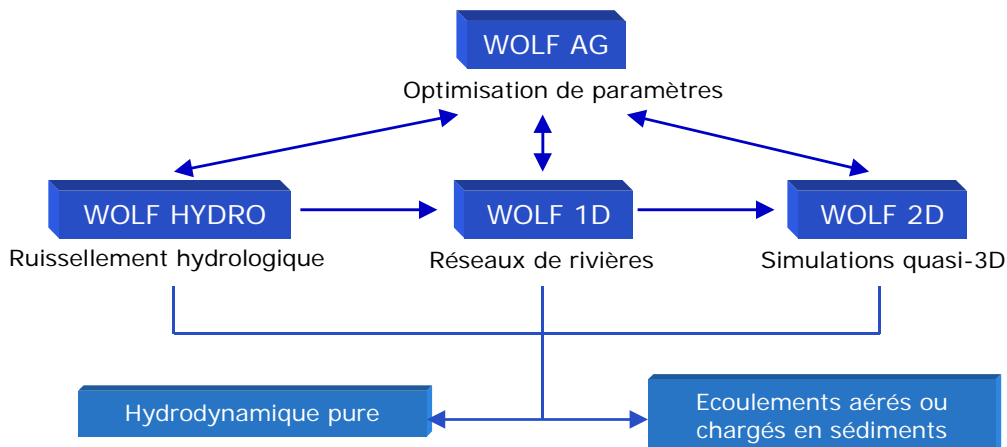 WOLF AG
Optimisation de paramètres
WOLF HYDRO
WOLF 1D
WOLF 2D
Ruissellement hydrologique
Réseaux de rivières
Simulations quasi-3D
Hydrodynamique pure
Ecoulements aérés ou
chargés en sédiments